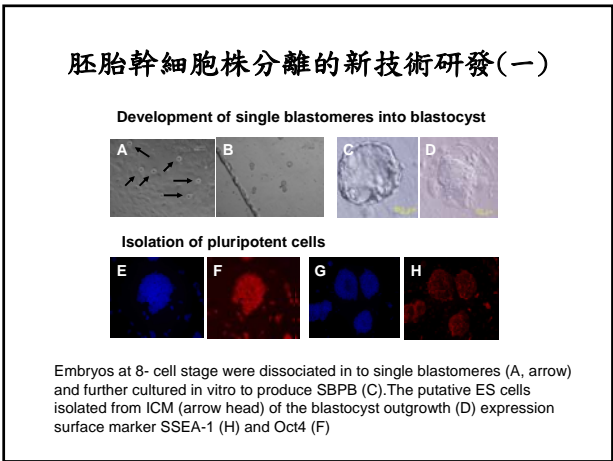 胚胎幹細胞株分離的新技術研發(一)
Development of single blastomeres into blastocyst
A B C D
Isolation of pluripotent cells
E F G H
Embryos at 8- cell stage were dissociated in to single blastomeres (A, arrow)
and further cultured in vitro to produce SBPB (C).The putative ES cells
isolated from ICM (arrow head) of the blastocyst outgrowth (D) expression
surface marker SSEA-1 (H) and Oct4 (F)